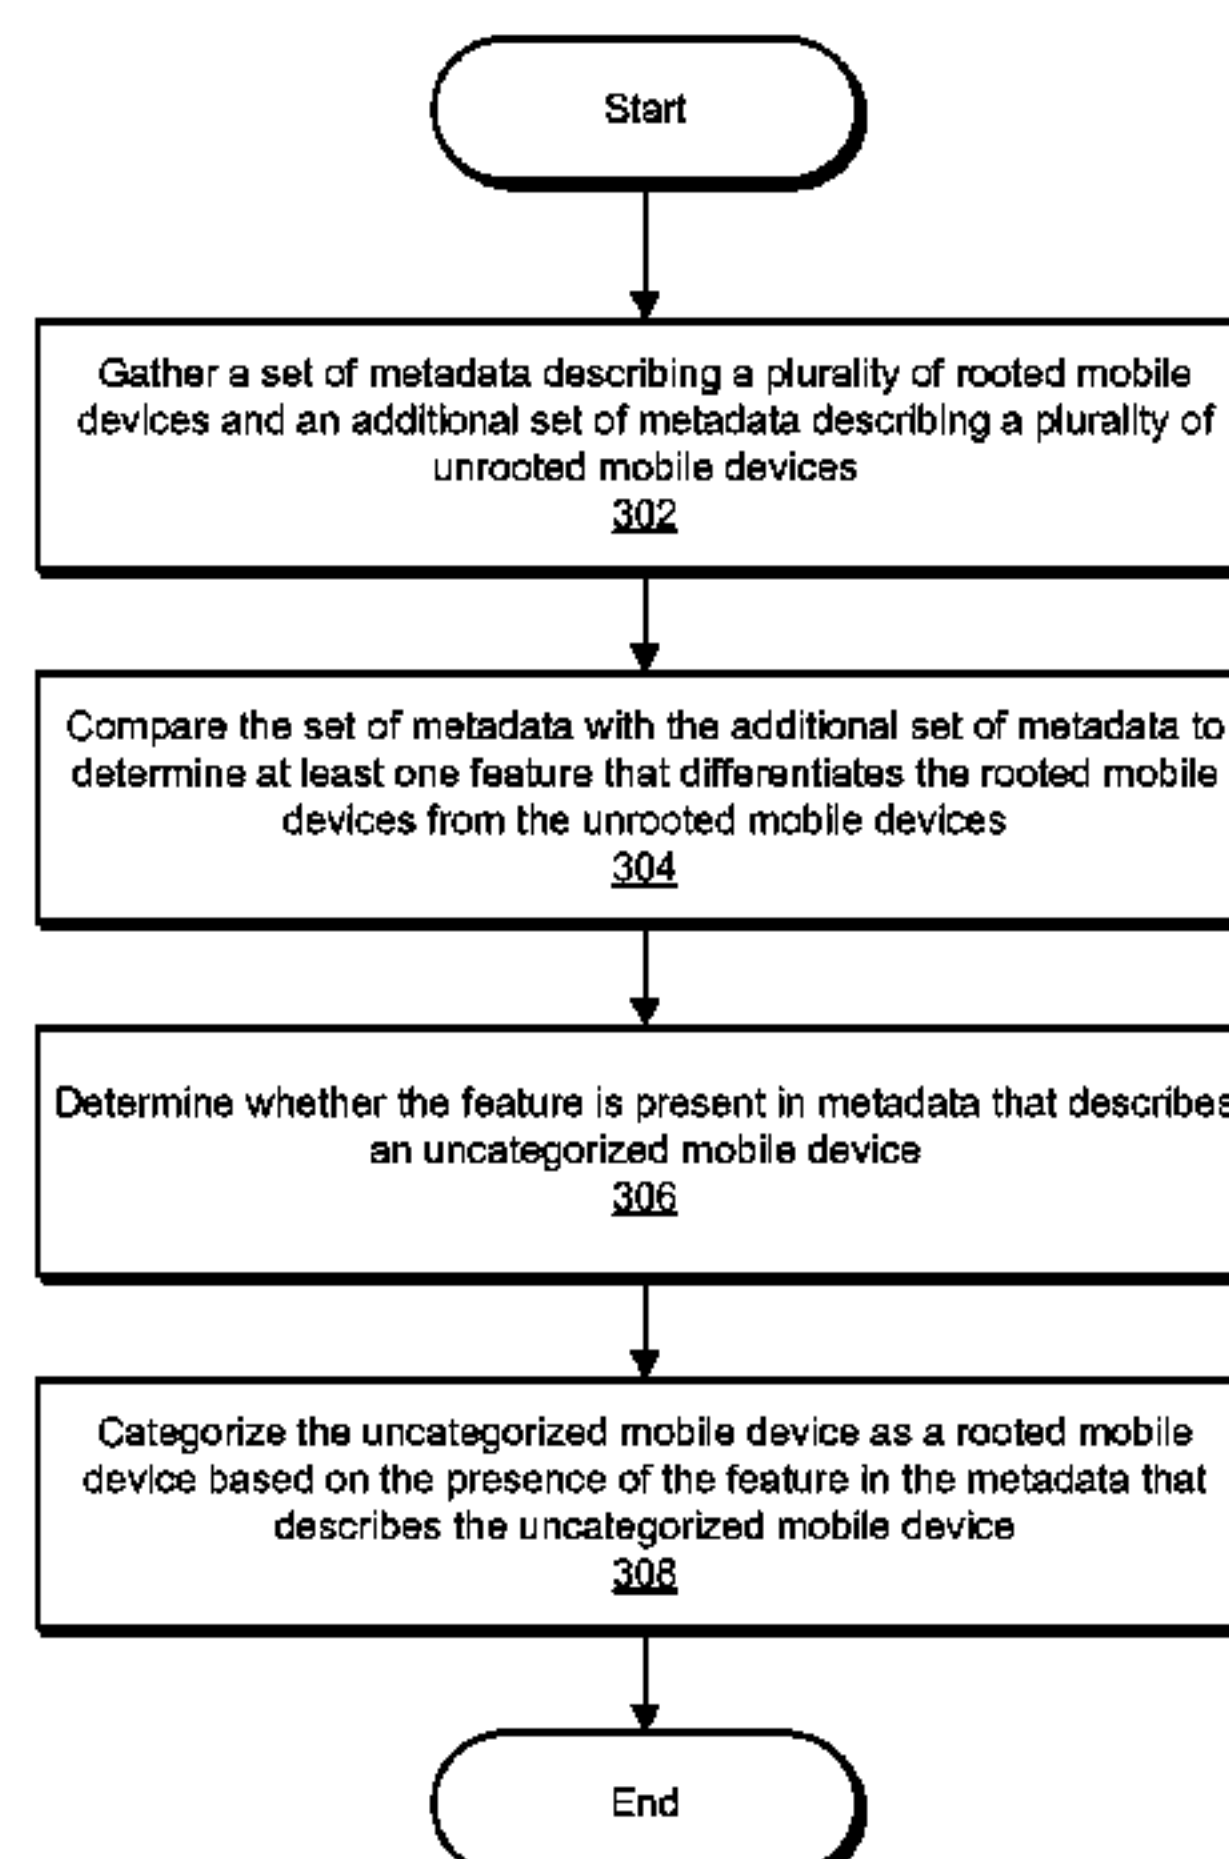 Start
Gather a set of metadata describing a plurality of rooted mobile
devices and an additional set of metadata describing a plurality of
unrooted mobile devices
302
Compare the set of metadata with the additional set of metadata to
determine at least one feature that differentiates the rooted mobile
devices from the unrooted mobile devices
304
Determine whether the feature is present in metadata that describes
an uncategorized mobile device
306
Categorize the uncategorized mobile device as a rooted mobile
device based on the presence of the feature in the metadata that
describes the uncategorized mobile device
308
End